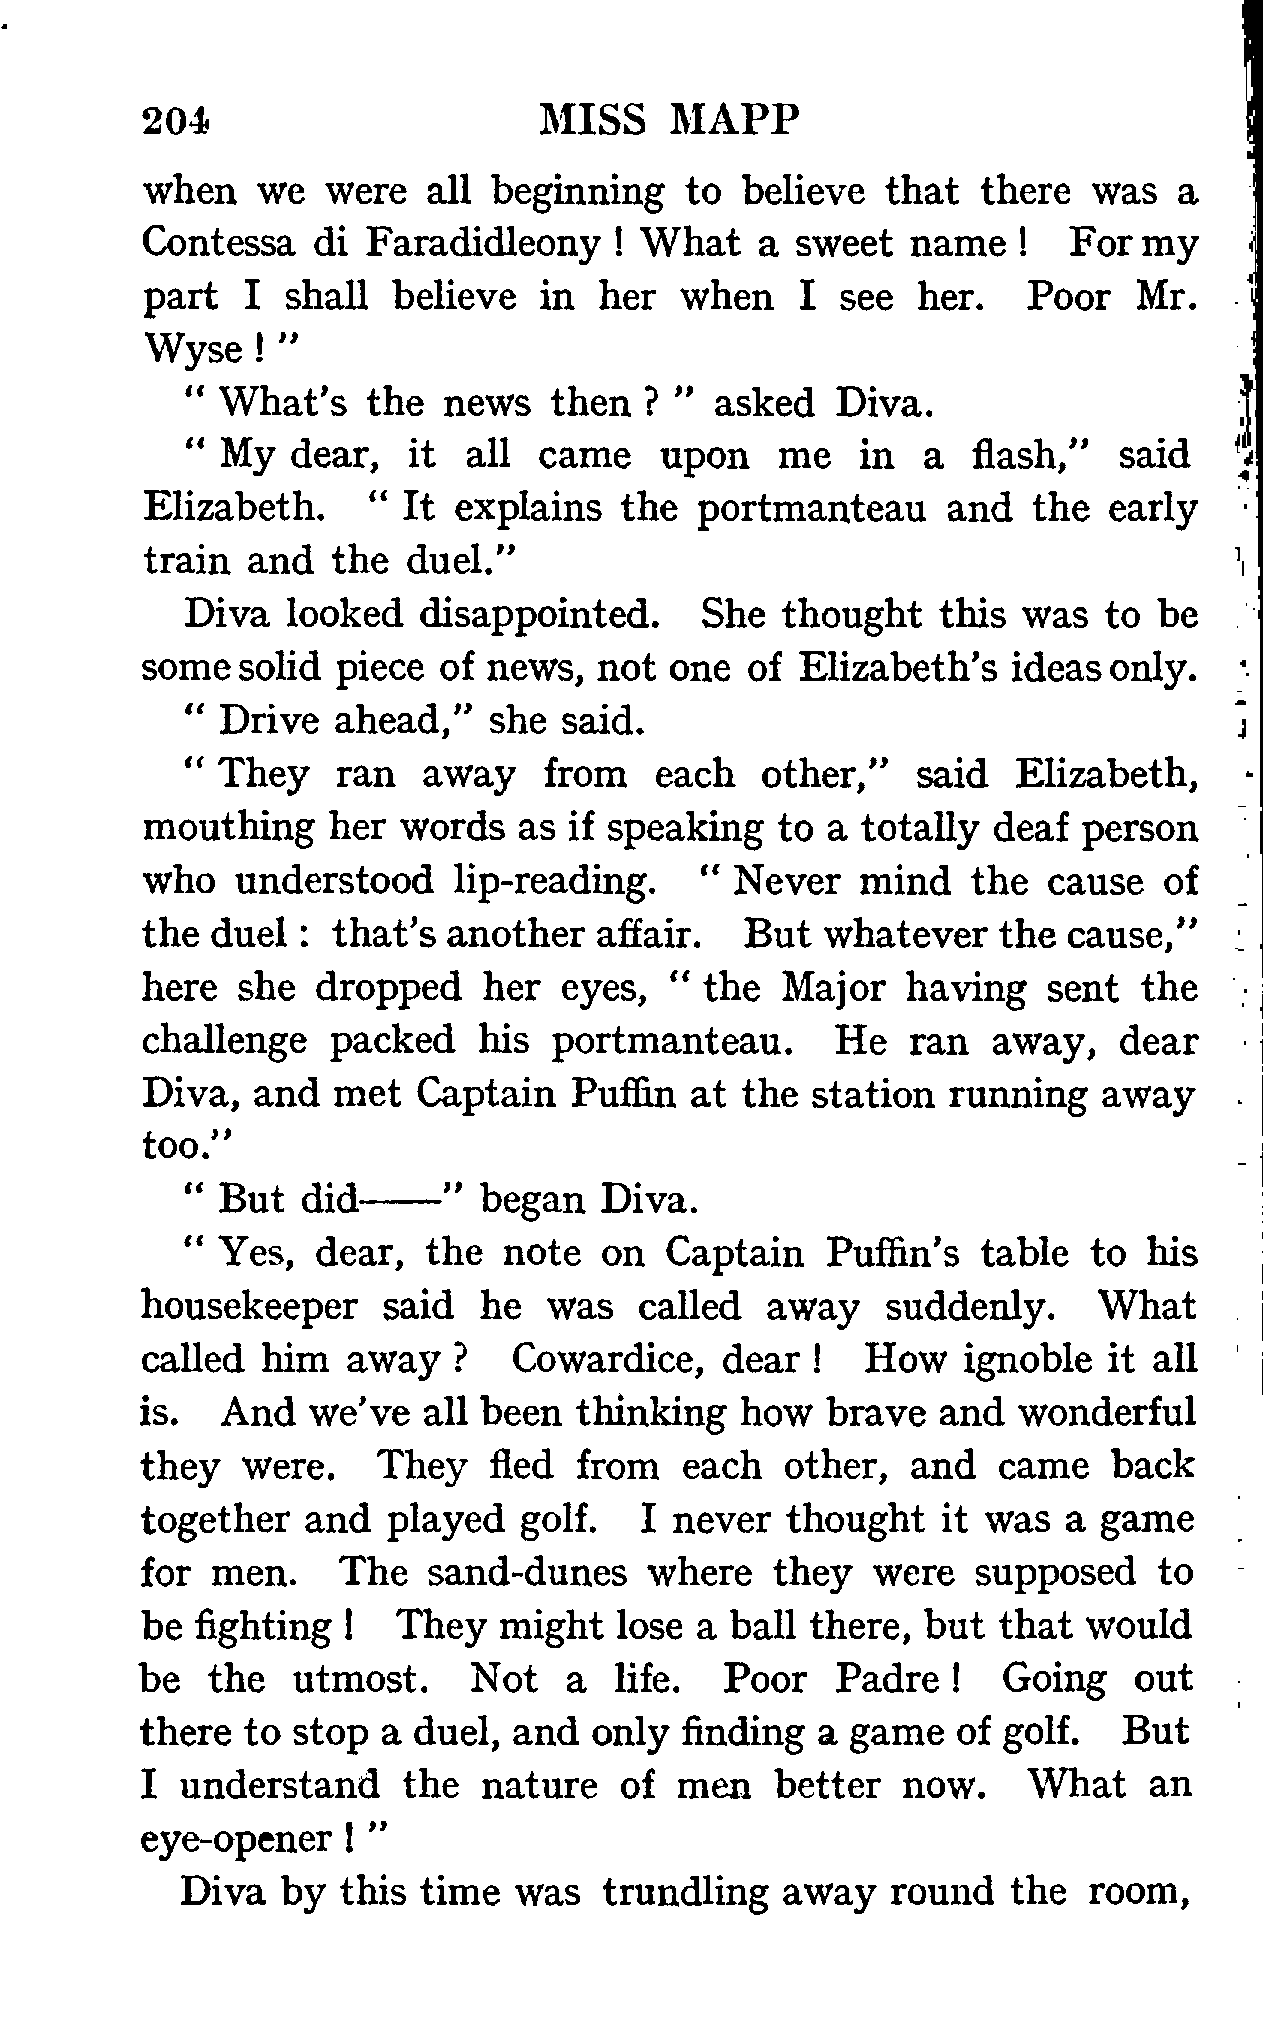 204 MISS MAPP
when we were all beginning to believe that there was a
Contessa di Faradidleony ! What a sweet name ! For my
part I shall believe in her when I see her. Poor Mr.
Wyse ! "
" What's the news then ? " asked Diva.
" My dear, it all came upon me in a flash," said
Elizabeth. " It explains the portmanteau and the early
train and the duel."
Diva looked disappointed. She thought this was to be
some solid piece of news, not one of Elizabeth's ideas only.
" Drive ahead," she said.
" They ran away from each other," said Elizabeth,
mouthing her words as if speaking to a totally deaf person
who understood lip-reading. " Never mind the cause of
the duel : that's another affair. But whatever the cause,"
here she dropped her eyes, " the Major having sent the
challenge packed his portmanteau. He ran away, dear
Diva, and met Captain Puffin at the station running away
too."
" But did——" began Diva.
" Yes, dear, the note on Captain Puffin's table to his
housekeeper said he was called away suddenly. What
called him away ? Cowardice, dear ! How ignoble it all
is. And we've all been thinking how brave and wonderful
they were. They fled from each other, and came back
together and played golf. I never thought it was a game
for men. The sand-dunes where they were supposed to
be fighting ! They might lose a ball there, but that would
be the utmost. Not a life. Poor Padre ! Going out
there to stop a duel, and only finding a game of golf. But
I understand the nature of men better now. What an
eye-opener ! "
Diva by this time was trundling away round the room,